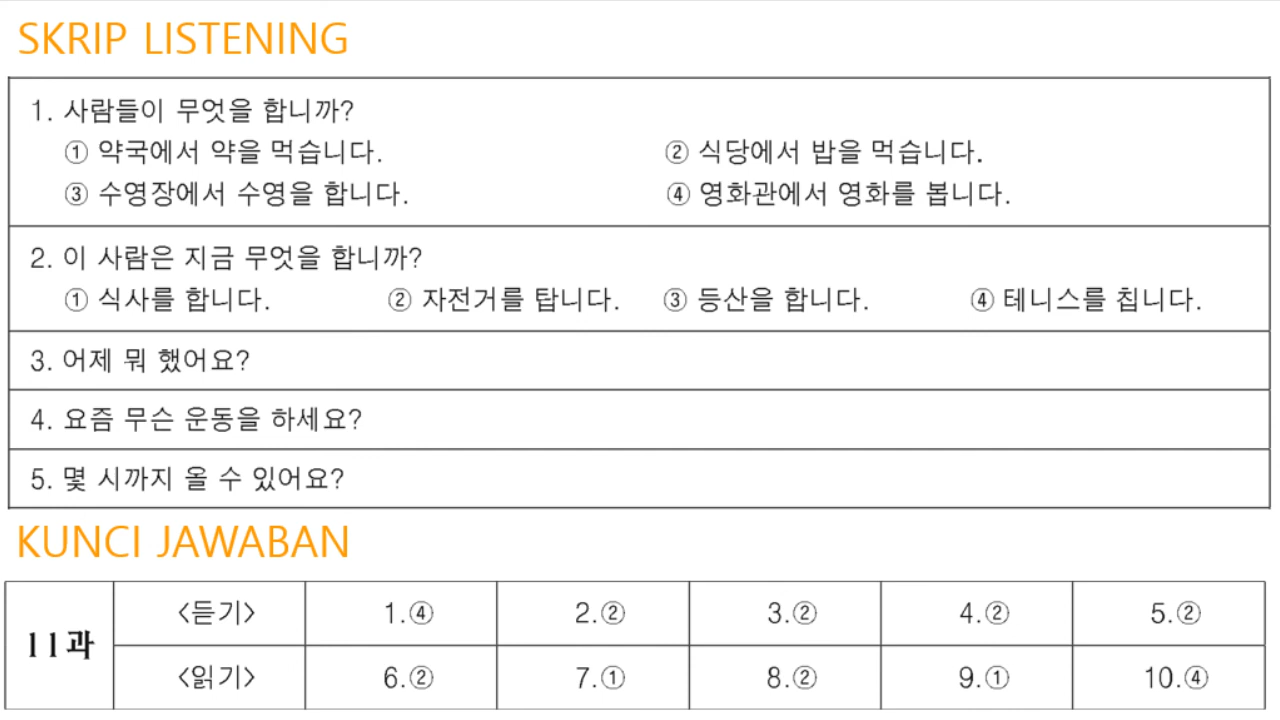 SKRIP LISTENING
1. 사람들이 무엇을 합니까?
① 약국에서 약을 먹습니다. ② 식당에서 밥을 먹습니다.
③ 수영장에서 수영을 합니다. ④ 영화관에서 영화를 봅니다.
2. 이 사람은 지금 무엇을 합니까?
① 식사를 합니다. ② 자전거를 탑니다. ③ 등산을 합니다. ④ 테니스를 칩니다.
3. 어제 뭐 했어요?
4. 요즘 무슨 운동을 하세요?
5. 몇 시까지 올 수 있어요?
KUNCI JAWABAN
11과
<듣기> 1.④ 2.② 3.② 4.② 5.②
<읽기> 6.② 7.① 8.② 9.① 10.④